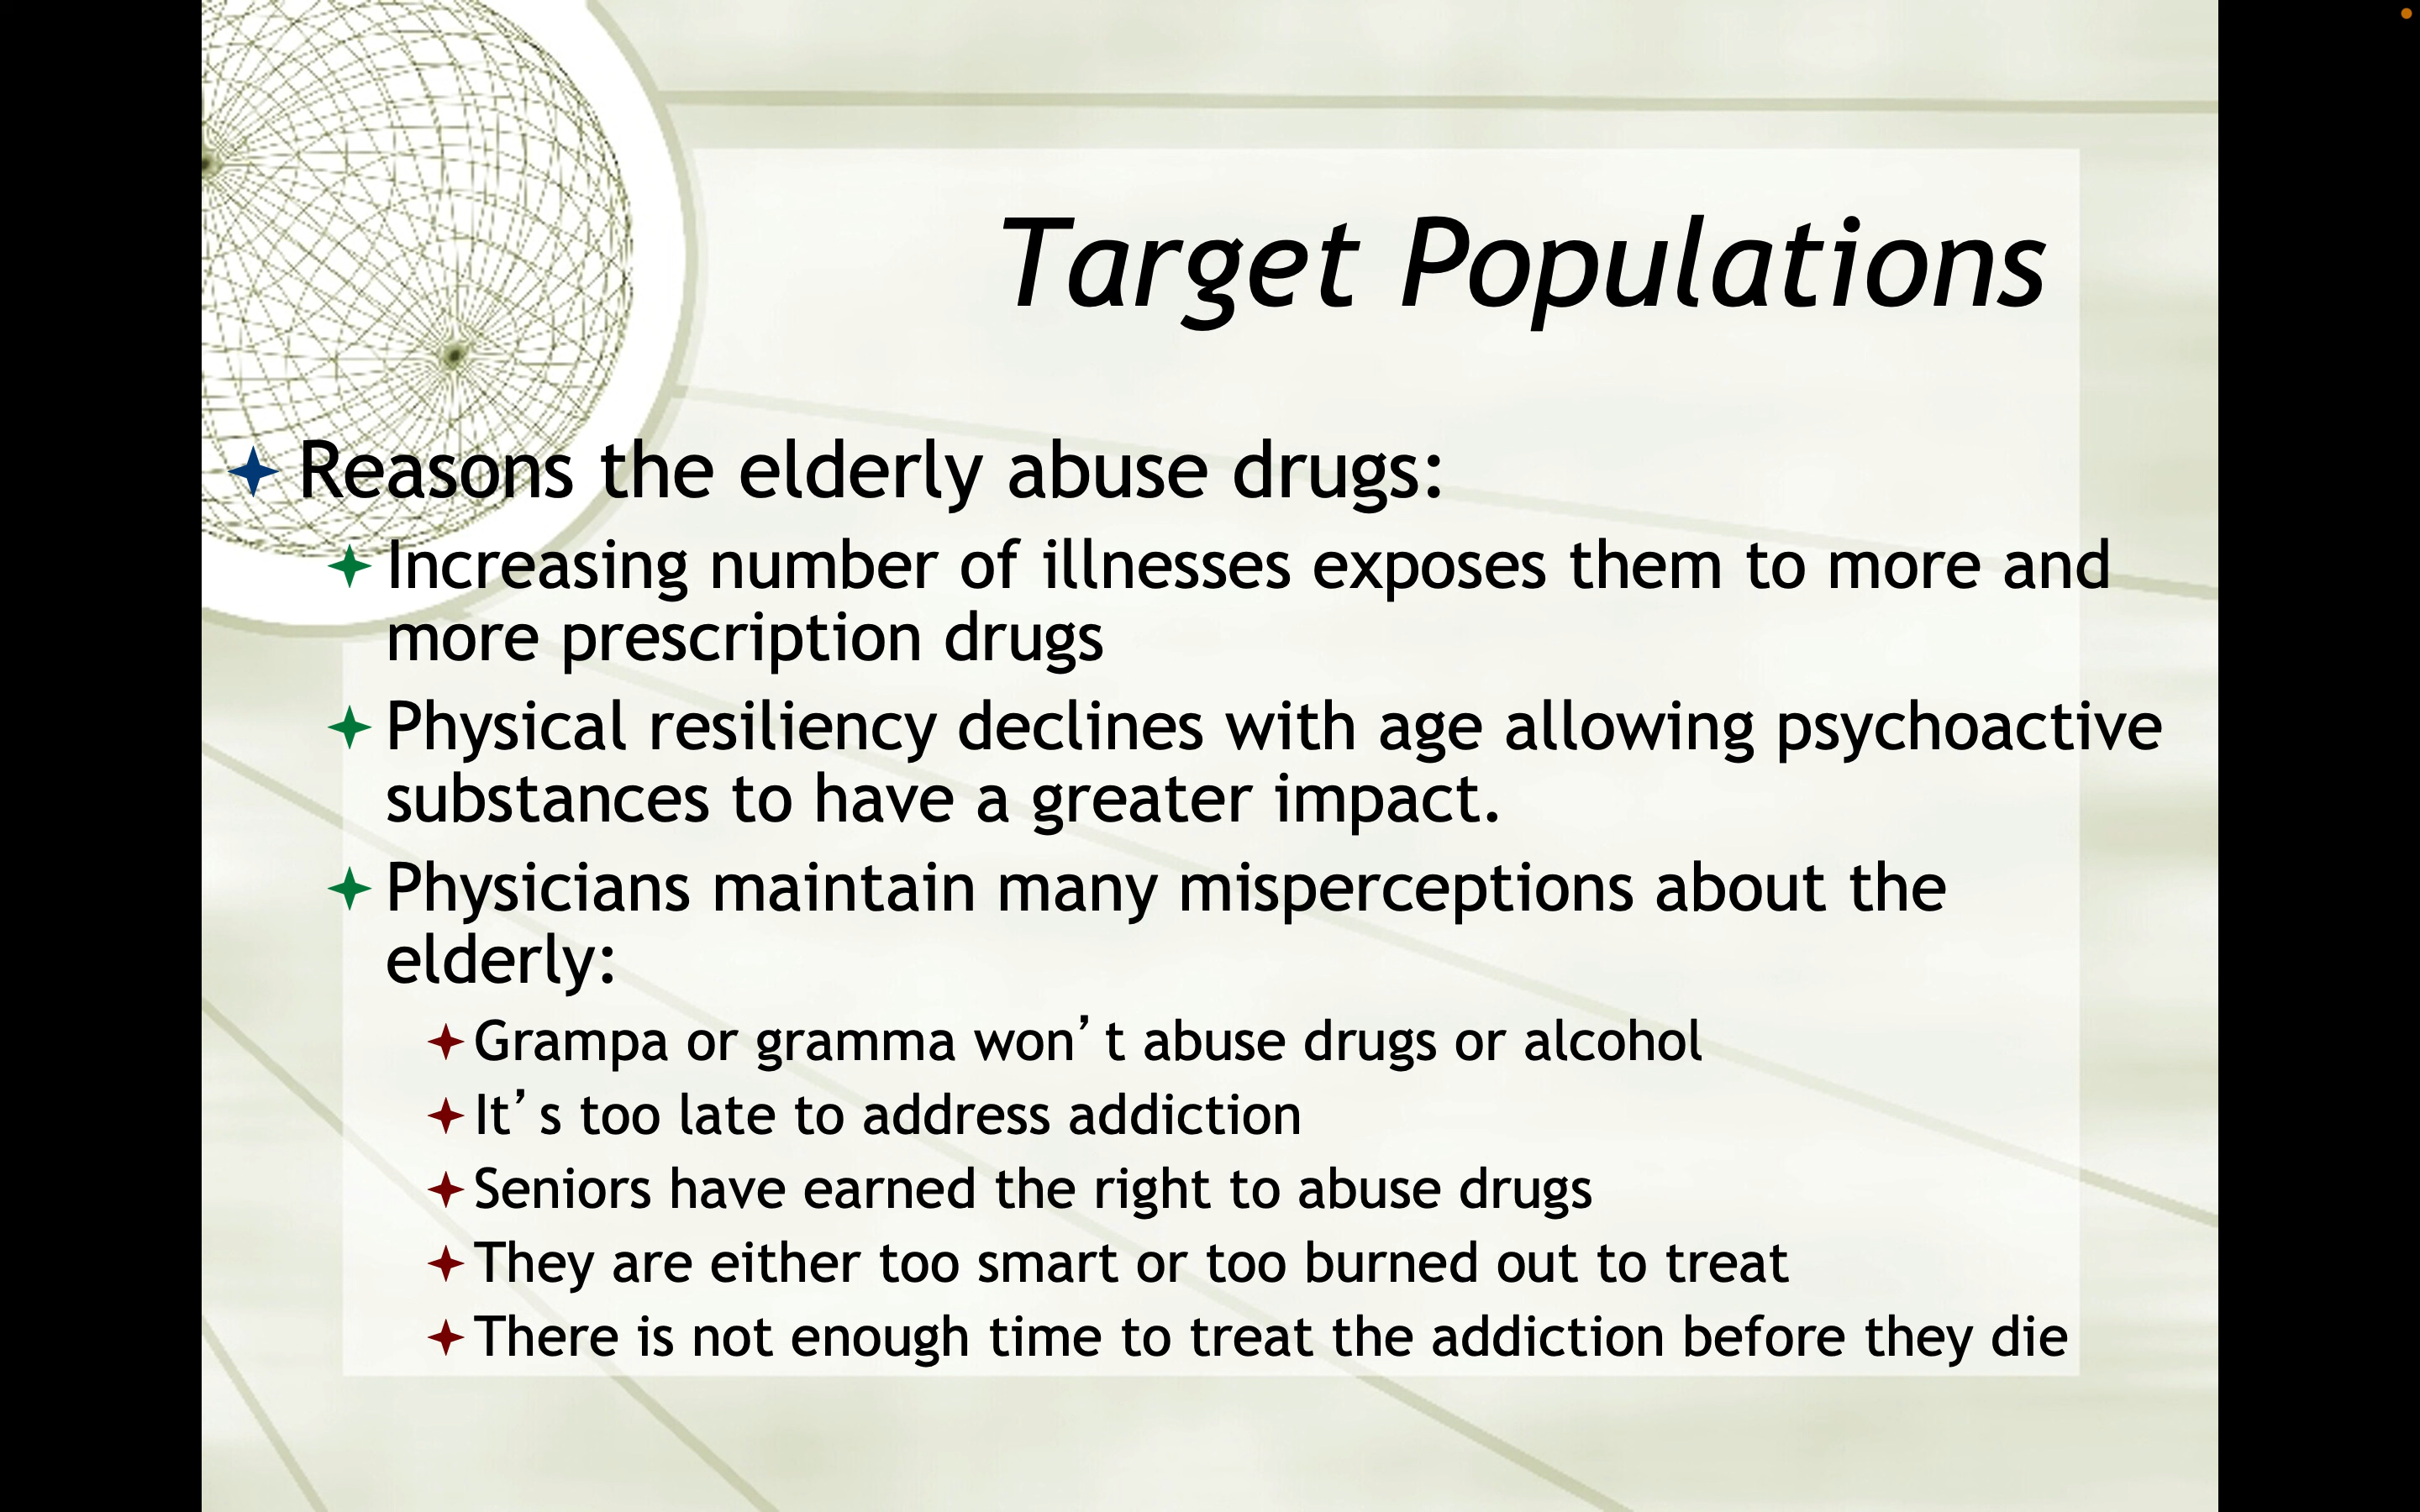 Target Populations
Reasons the elderly abuse drugs:
Increasing number of illnesses exposes them to more and
more prescription drugs
Physical resiliency declines with age allowing psychoactive
substances to have a greater impact.
Physicians maintain many misperceptions about the
elderly:
Grampa or gramma won’t abuse drugs or alcohol
It’s too late to address addiction
Seniors have earned the right to abuse drugs
They are either too smart or too burned out to treat
There is not enough time to treat the addiction before they die